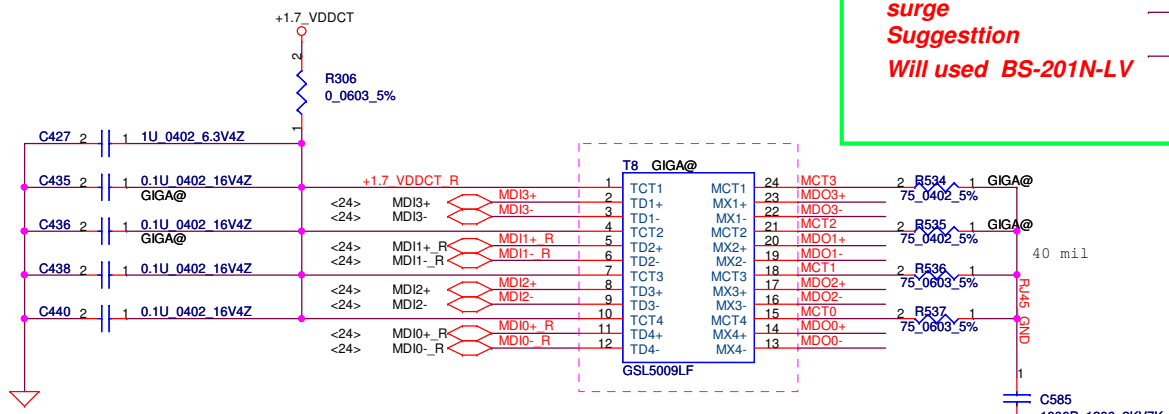 surge
Suggesttion
Will used BS-201N-LV
+1.7_VDDCT
2
R306
0_0603_5%
1
C427 2 1 1U_0402_6.3V4Z
C435 2 1 0.1U_0402_16V4Z
GIGA@
C436 2 1 0.1U_0402_16V4Z
GIGA@
C438 2 1 0.1U_0402_16V4Z
C440 2 1 0.1U_0402_16V4Z
+1.7_VDDCT_R
<24> MDI3+ MDI3+
<24> MDI3- MDI3-
<24> MDI1+_R MDI1+_R
<24> MDI1-_R MDI1-_R
<24> MDI2+ MDI2+
<24> MDI2- MDI2-
<24> MDI0+_R MDI0+_R
<24> MDI0-_R MDI0-_R
T8 GIGA@
1 TCT1 MCT1 24 MCT3
2 TD1+ MX1+ 23 MDO3+
3 TD1- MX1- 22 MDO3-
4 TCT2 MCT2 21 MCT2
5 TD2+ MX2+ 20 MDO1+
6 TD2- MX2- 19 MDO1-
7 TCT3 MCT3 18 MCT1
8 TD3+ MX3+ 17 MDO2+
9 TD3- MX3- 16 MDO2-
10 TCT4 MCT4 15 MCT0
11 TD4+ MX4+ 14 MDO0+
12 TD4- MX4- 13 MDO0-
GSL5009LF
2 R534 1 GIGA@
75_0402_5%
2 R535 1 GIGA@
75_0402_5%
2 R536 1
75_0603_5%
2 R537 1
75_0603_5%
40 mil
RJ45_GND
1
C585